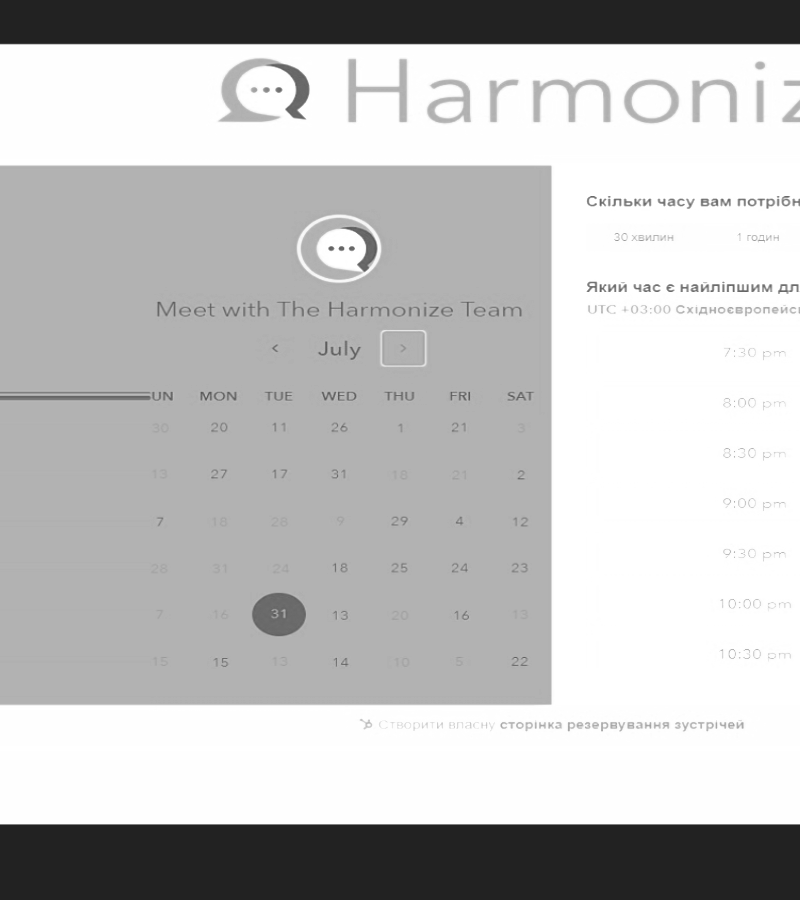 Harmoniz
Meet with The Harmonize Team
< July >
UN MON TUE WED THU FRI SAT
30 20 11 26 1 21 3
13 27 17 31 18 21 2
7 18 28 9 29 4 12
28 31 24 18 25 24 23
7 16 31 13 20 16 13
15 15 13 14 10 5 22
Скільки часу вам потрібн
30 хвилин 1 годин
Який час є найліпшим дл
UTC +03:00 Східноєвропейсь
7:30 pm
8:00 pm
8:30 pm
9:00 pm
9:30 pm
10:00 pm
10:30 pm
Створити власну сторінка резервування зустрічей